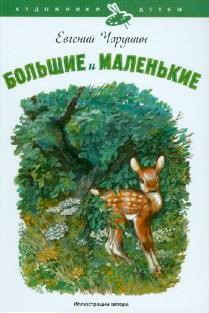 ХУДОЖНИКИ ДЕТЯМ
Евгений Чарушин
БОЛЬШИЕ и МАЛЕНЬКИЕ
Иллюстрации автора